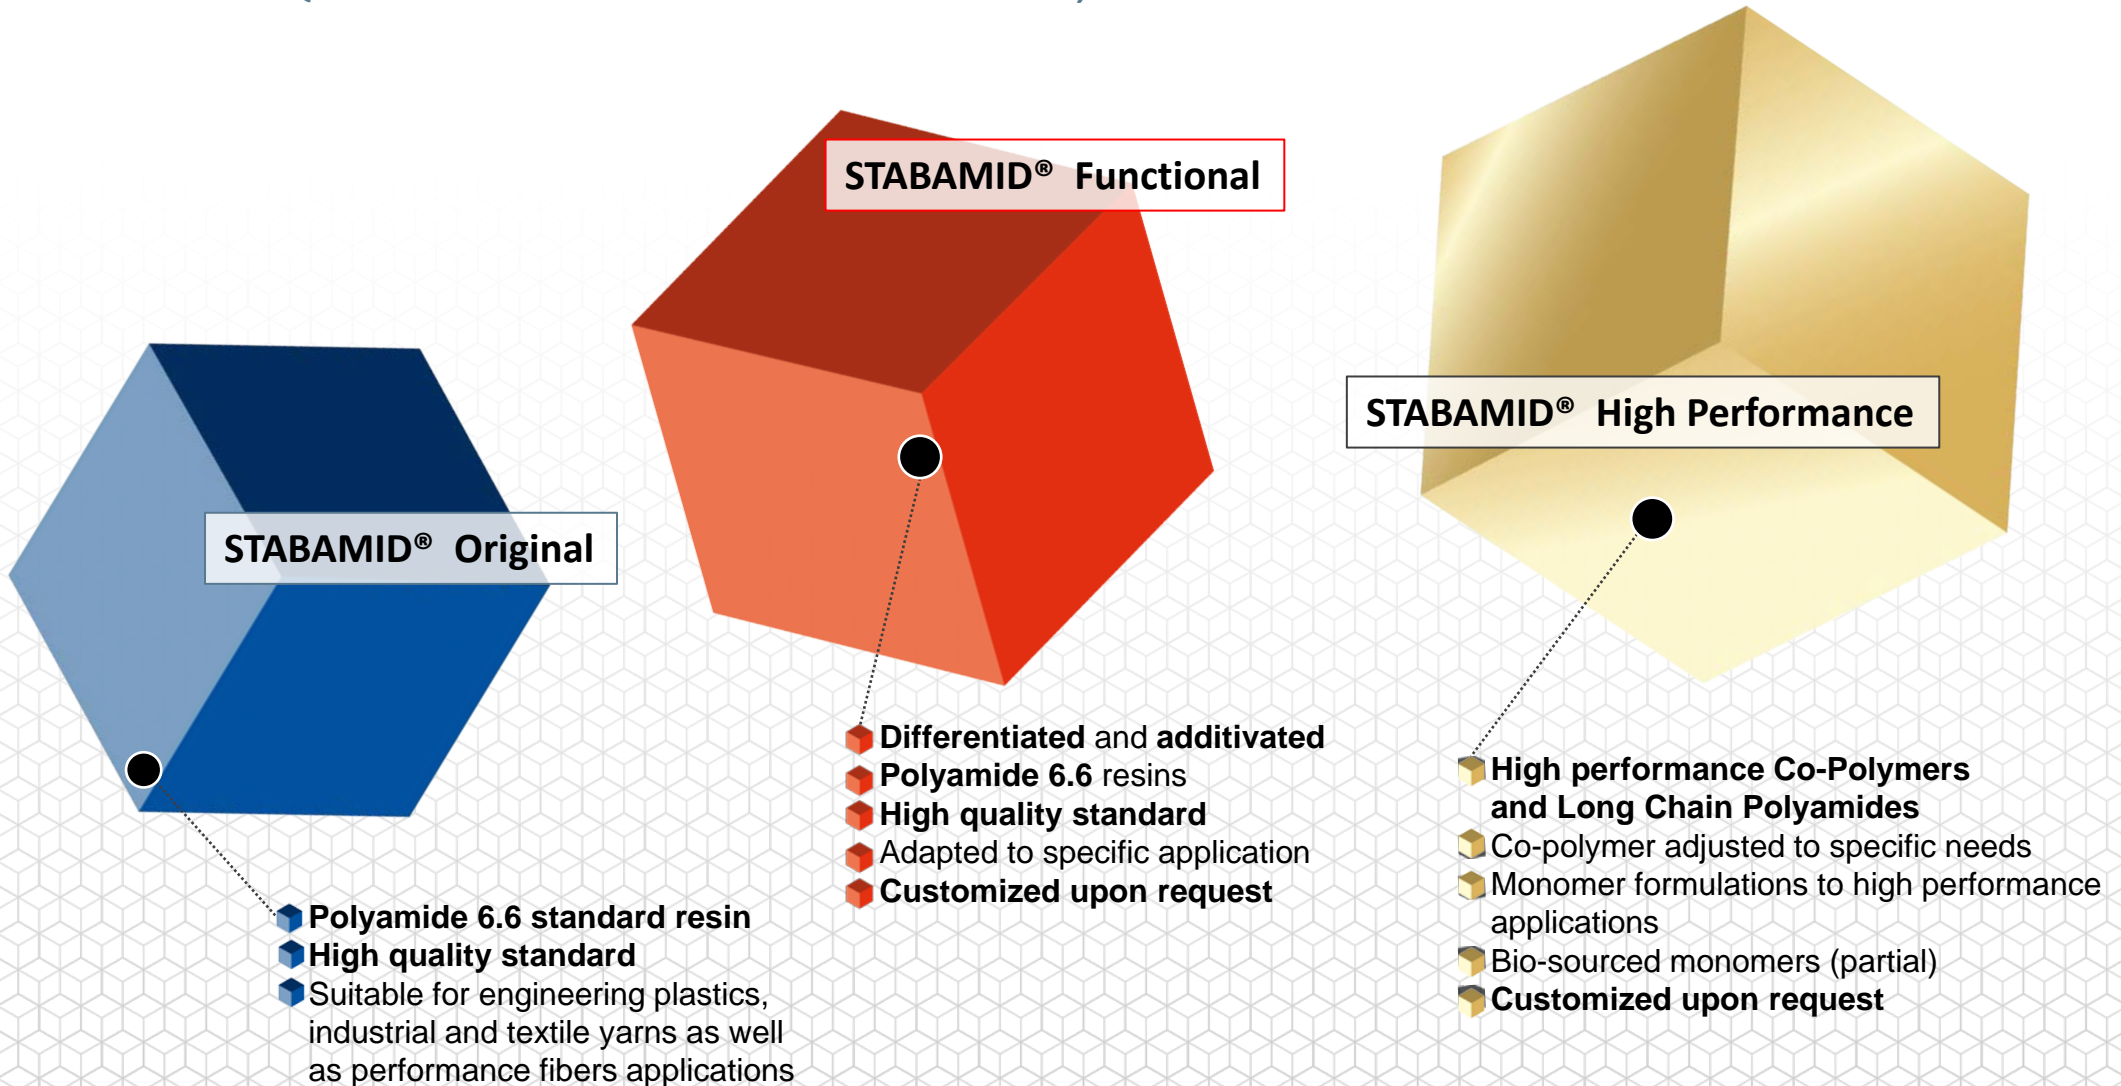 STABAMID® Original
Polyamide 6.6 standard resin
High quality standard
Suitable for engineering plastics,
industrial and textile yarns as well
as performance fibers applications
STABAMID® Functional
Differentiated and additivated
Polyamide 6.6 resins
High quality standard
Adapted to specific application
Customized upon request
STABAMID® High Performance
High performance Co-Polymers
and Long Chain Polyamides
Co-polymer adjusted to specific needs
Monomer formulations to high performance
applications
Bio-sourced monomers (partial)
Customized upon request